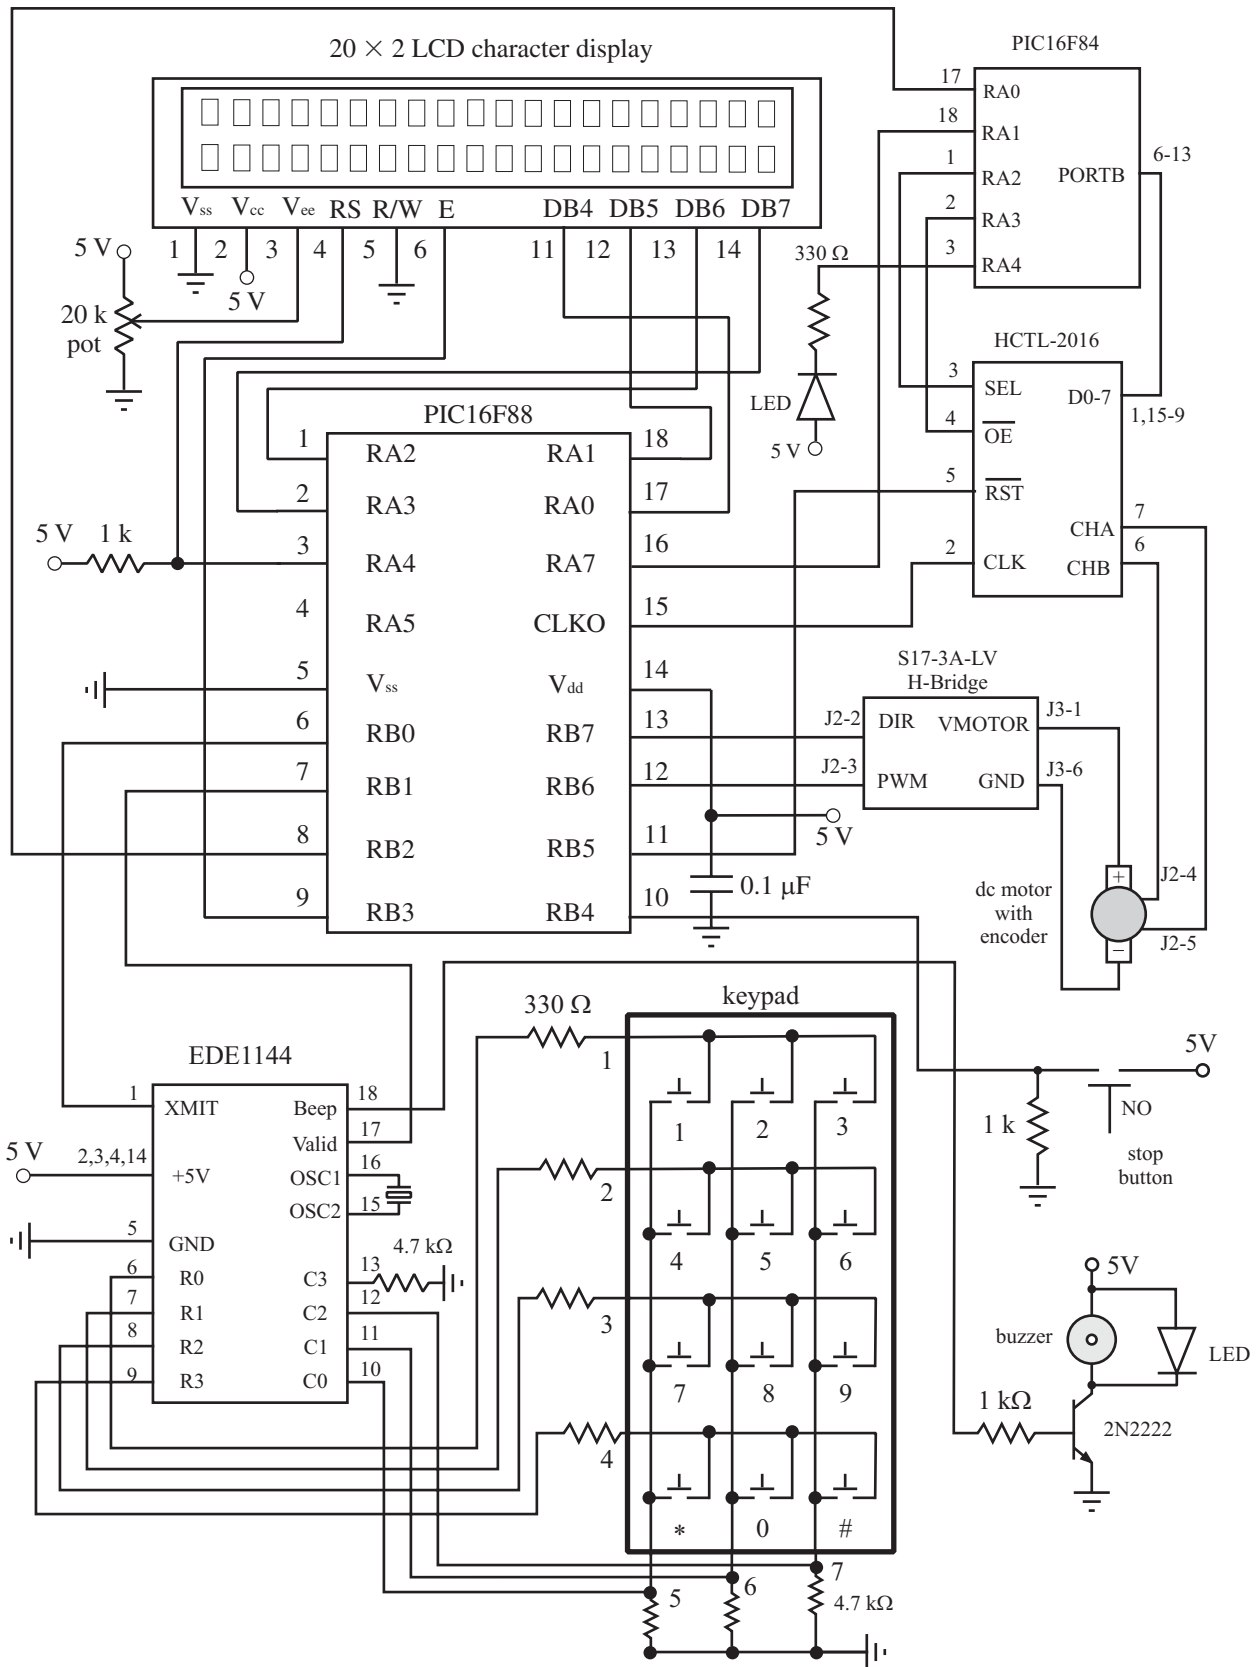 20 × 2 LCD character display
Vss Vcc Vee RS R/W E DB4 DB5 DB6 DB7
1 2 3 4 5 6 11 12 13 14
5 V
5 V
20 k
pot
PIC16F84
17 RA0
18 RA1
1 RA2
2 RA3
3 RA4
PORTB 6-13
330 Ω
LED
5 V
HCTL-2016
3 SEL
4 OE
5 RST
2 CLK
D0-7
1,15-9
CHA 7
CHB 6
PIC16F88
1 RA2
2 RA3
3 RA4
4 RA5
5 Vss
6 RB0
7 RB1
8 RB2
9 RB3
RA1 18
RA0 17
RA7 16
CLKO 15
Vdd 14
RB7 13
RB6 12
RB5 11
RB4 10
5 V 1 k
5 V
0.1 μF
S17-3A-LV
H-Bridge
J2-2 DIR
J2-3 PWM
VMOTOR J3-1
GND J3-6
dc motor
with
encoder
+
−
J2-4
J2-5
EDE1144
1 XMIT
5 V 2,3,4,14 +5V
5 GND
6 R0
7 R1
8 R2
9 R3
Beep 18
Valid 17
OSC1 16
OSC2 15
C3 13
C2 12
C1 11
C0 10
4.7 kΩ
330 Ω
keypad
1
1 2 3
2
4 5 6
3
7 8 9
4
* 0 #
5 6 7
4.7 kΩ
5V
1 k
NO
stop
button
5V
buzzer
LED
1 kΩ
2N2222